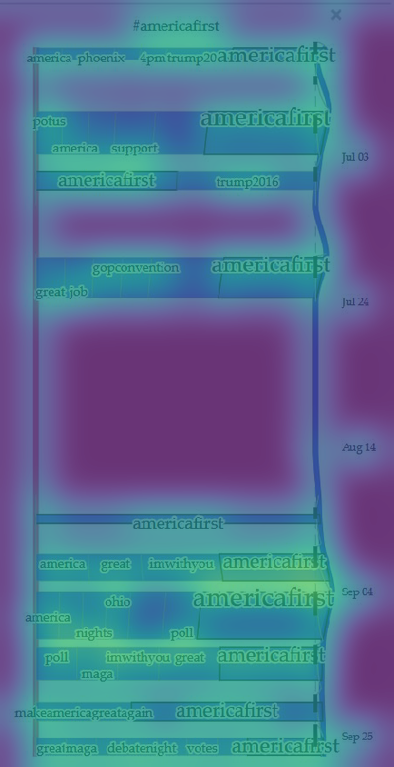 #americafirst
america phoenix 4pm trump20 americafirst
potus americafirst
america support
Jul 03
americafirst trump2016
gopconvention americafirst
great job
Jul 24
Aug 14
americafirst
america great imwithyou americafirst
Sep 04
ohio americafirst
america
nights poll
poll imwithyou great americafirst
maga
makeamericagreatagain americafirst
Sep 25
greatmaga debatenight votes americafirst